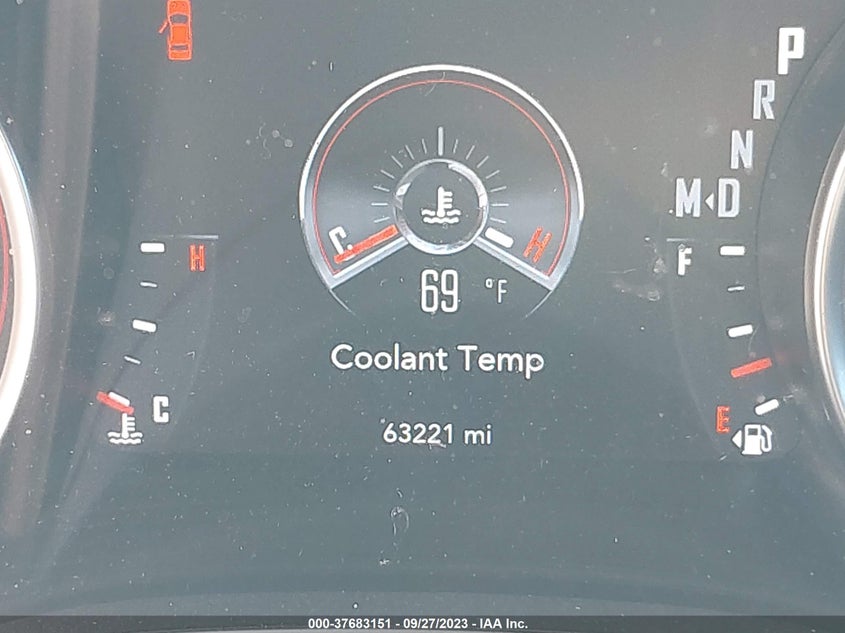 P
R
N
M D
C H
H
F
69 °F
Coolant Temp
C
E
63221 mi
000-37683151 - 09/27/2023 - IAA Inc.